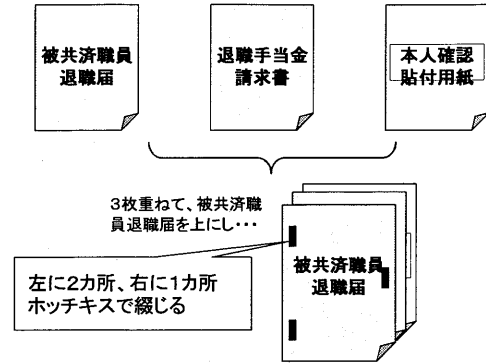 被共済職員
退職届
退職手当金
請求書
本人確認
貼付用紙
3枚重ねて、被共済職
員退職届を上にし・・・
左に2カ所、右に1カ所
ホッチキスで綴じる
被共済職員
退職届